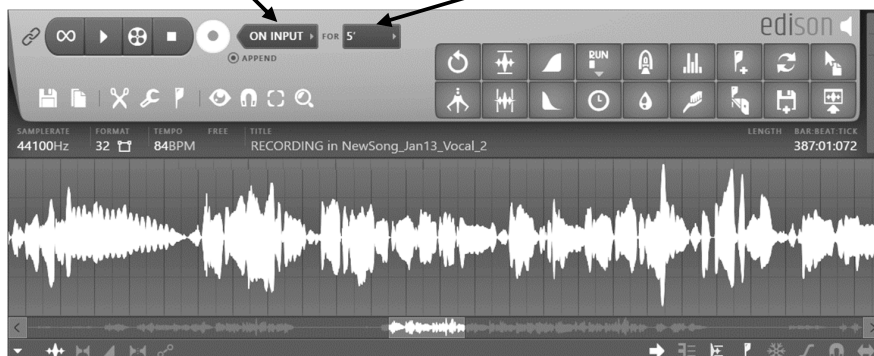 edison
ON INPUT FOR 5'
APPEND
RUN
SAMPLERATE FORMAT TEMPO FREE TITLE LENGTH BAR:BEAT:TICK
44100Hz 32 84BPM RECORDING in NewSong_Jan13_Vocal_2 387:01:072